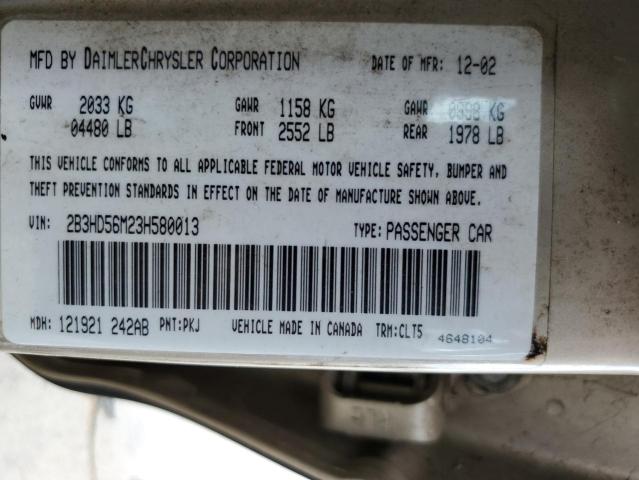 MFD BY DAIMLERCHRYSLER CORPORATION DATE OF MFR: 12-02
GVWR 2033 KG GAWR 1158 KG GAWR 0898 KG
04480 LB FRONT 2552 LB REAR 1978 LB
THIS VEHICLE CONFORMS TO ALL APPLICABLE FEDERAL MOTOR VEHICLE SAFETY, BUMPER AND
THEFT PREVENTION STANDARDS IN EFFECT ON THE DATE OF MANUFACTURE SHOWN ABOVE.
VIN: 2B3HD56M23H580013 TYPE: PASSENGER CAR
MDH: 121921 242AB PNT:PKJ VEHICLE MADE IN CANADA TRM:CLT5 4648104